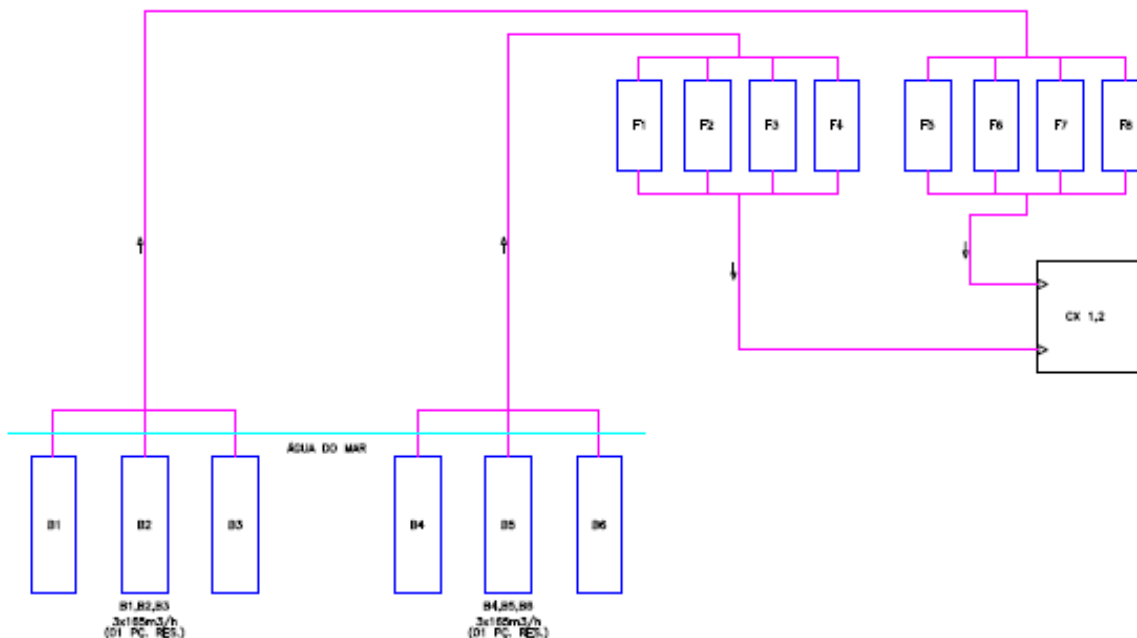 F1
F2
F3
F4
F5
F6
F7
F8
CX 1,2
ÁGUA DO MAR
B1
B2
B3
B4
B5
B6
B1,B2,B3
3x165m3/h
(01 PC. RES.)
B4,B5,B6
3x165m3/h
(01 PC. RES.)